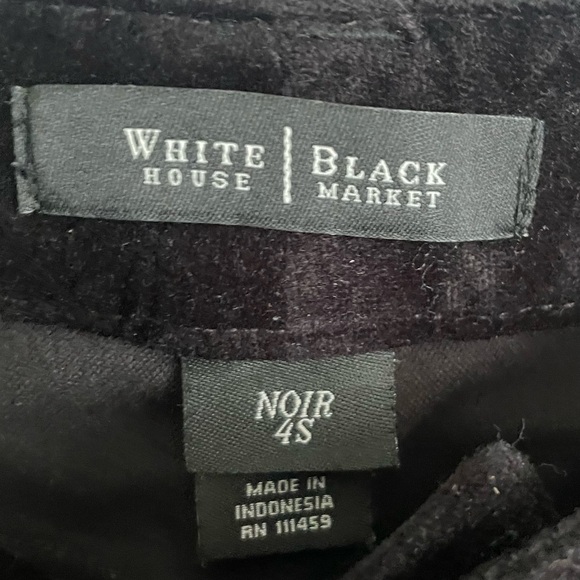 WHITE | BLACK
HOUSE | MARKET
NOIR
4S
MADE IN
INDONESIA
RN 111459